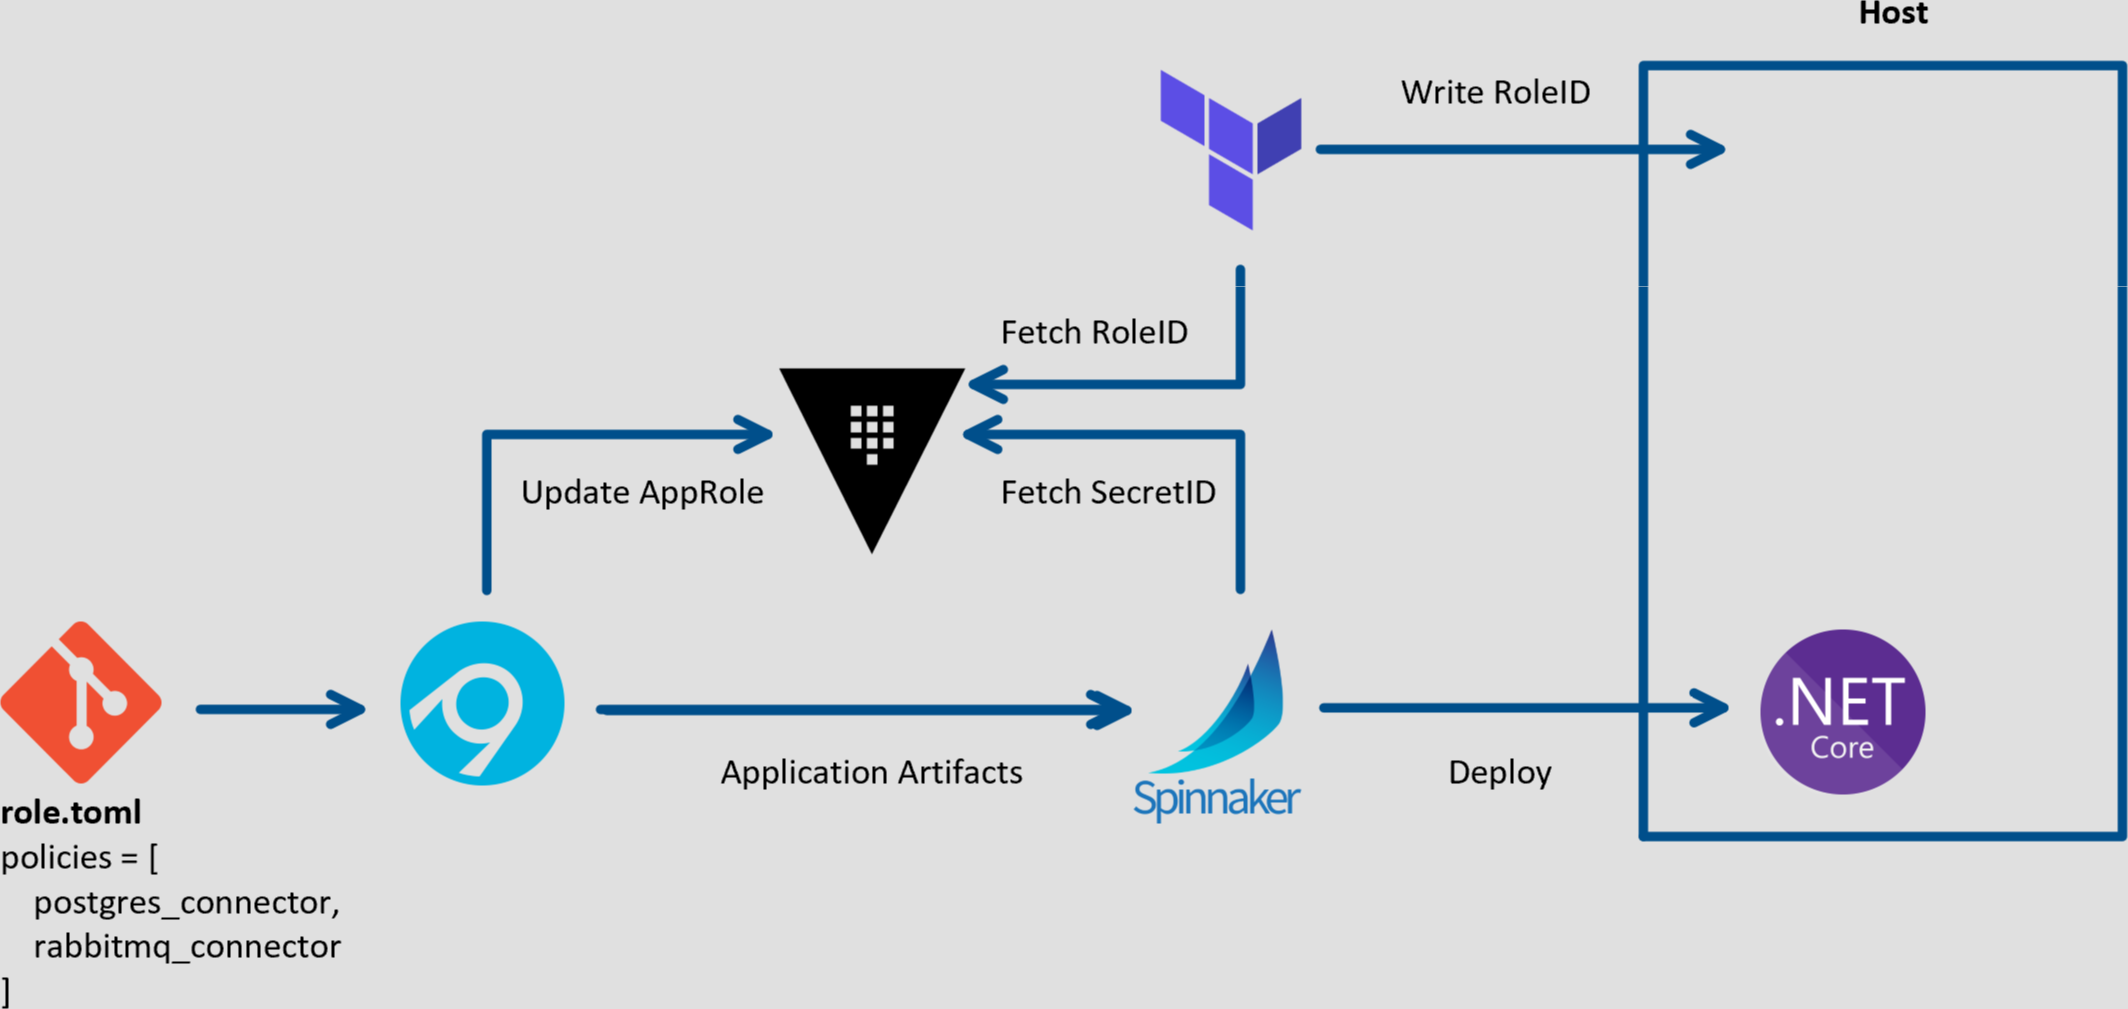 Host
Write RoleID
Fetch RoleID
Update AppRole
Fetch SecretID
.NET
Core
Application Artifacts
Spinnaker
Deploy
role.toml
policies = [
postgres_connector,
rabbitmq_connector
]